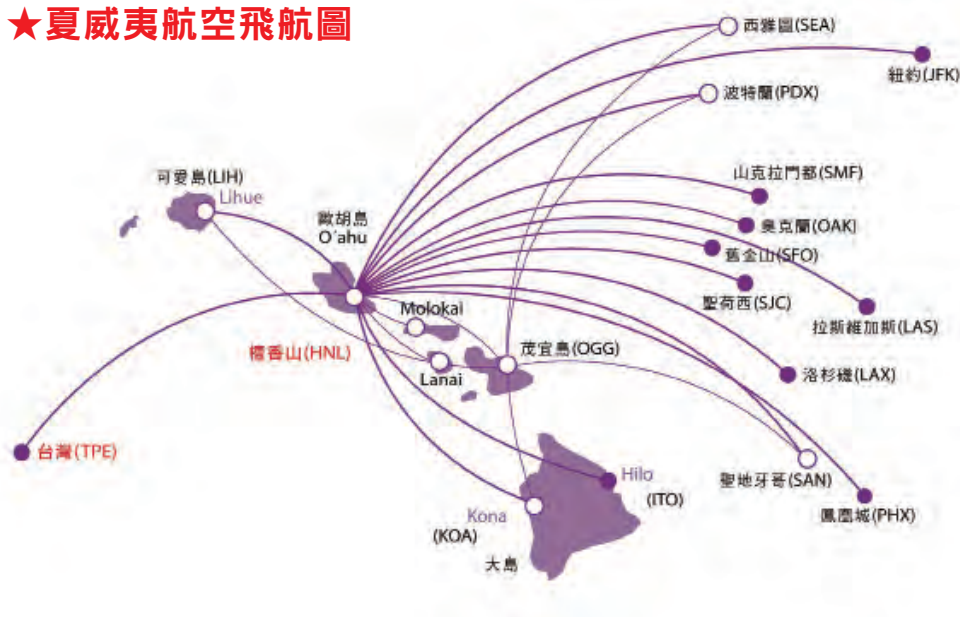 ★夏威夷航空飛航圖
西雅圖(SEA)
紐約(JFK)
波特蘭(PDX)
山克拉門都(SMF)
可愛島(LIH)
Lihue
歐胡島
O'ahu
奧克蘭(OAK)
舊金山(SFO)
聖荷西(SJC)
Molokai
拉斯維加斯(LAS)
檀香山(HNL)
茂宜島(OGG)
Lanai
洛杉磯(LAX)
台灣(TPE)
聖地牙哥(SAN)
Hilo
(ITO)
Kona
(KOA)
鳳凰城(PHX)
大島